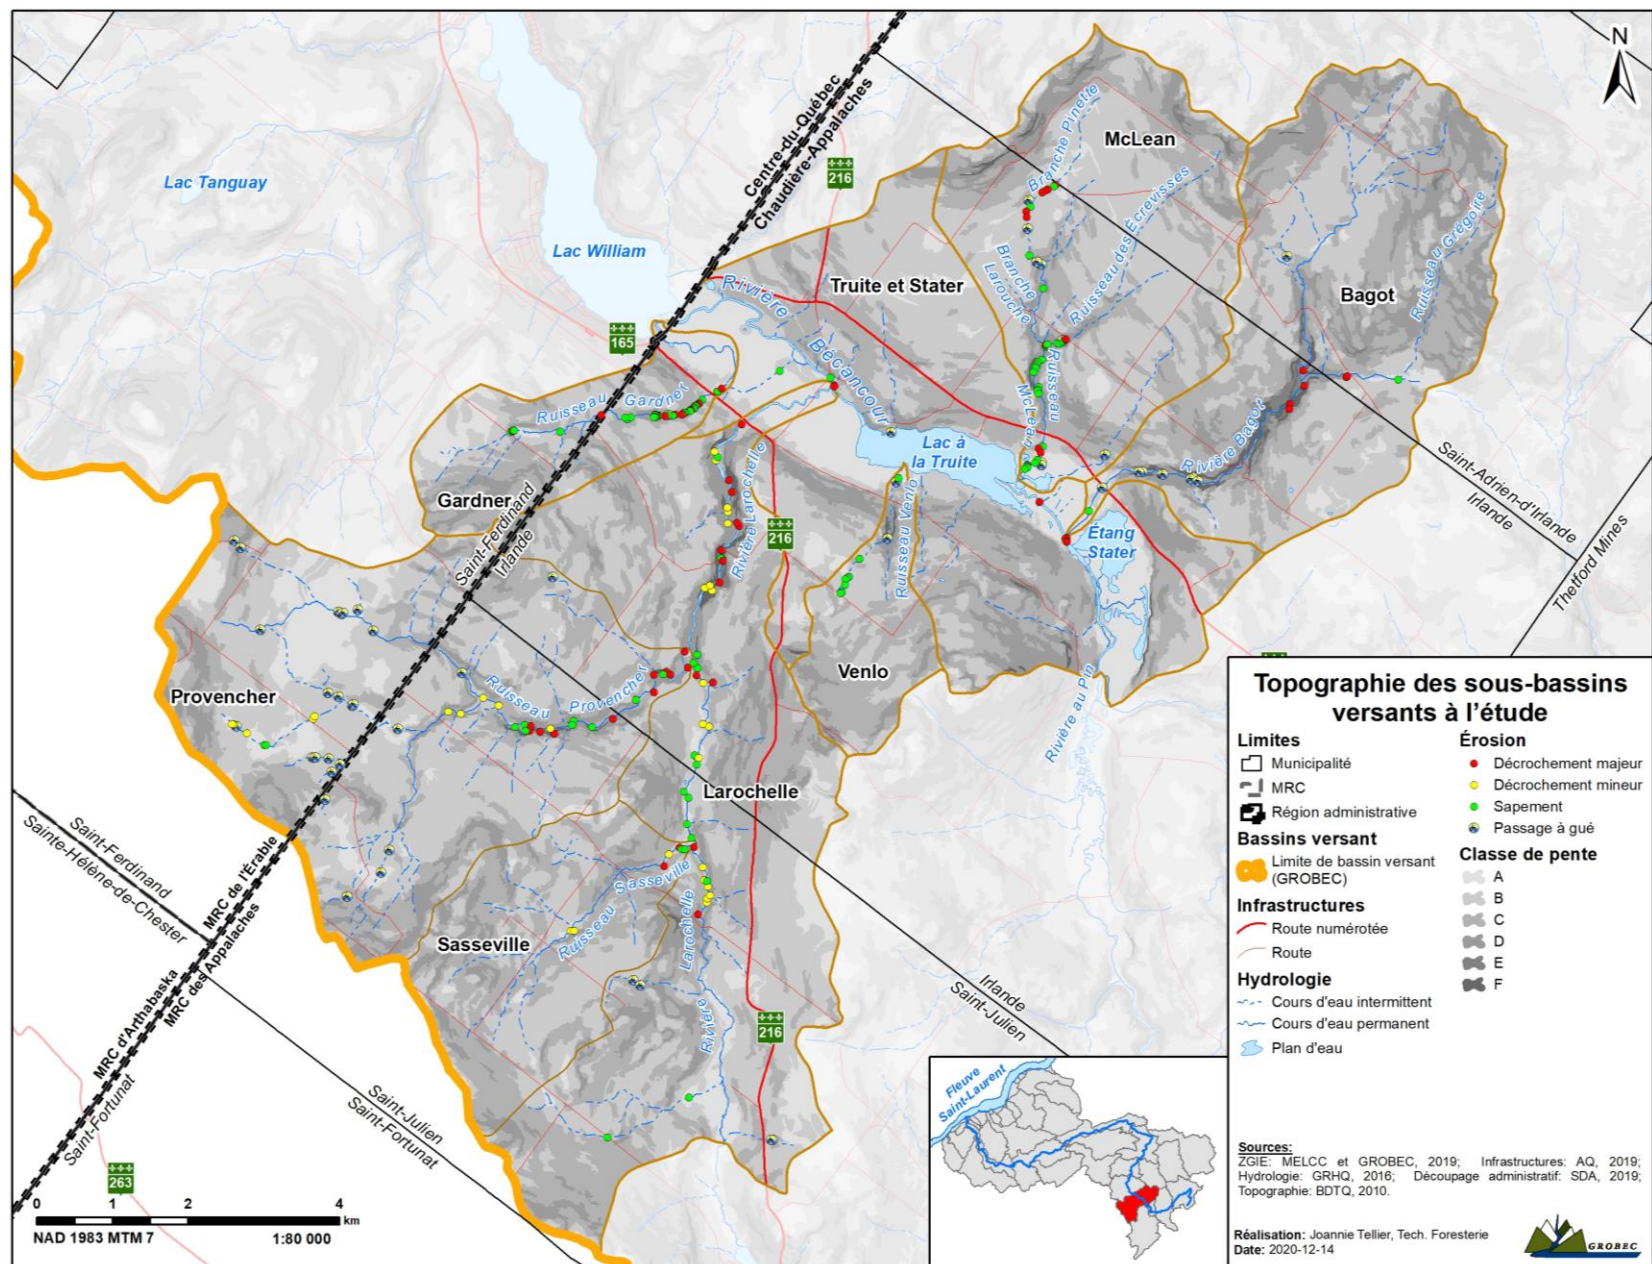 N
Centre-du-Québec
Chaudière-Appalaches
216
Lac Tanguay
Lac William
165
Branche Pinette
McLean
Ruisseau des Écrevisses
Branche
Larouche
Truite et Stater
Bagot
Ruisseau Grégoire
Rivière
Bécancour
Ruisseau
McLean
Ruisseau Gardner
Lac à
la Truite
Rivière Bagot
Gardner
Rivière Larochelle
216
Ruisseau Venlo
Étang
Stater
Saint-Adrien-d'Irlande
Irlande
Thetford Mines
Saint-Ferdinand
Irlande
Provencher
Ruisseau Provencher
Venlo
Rivière au Pin
Larochelle
Saint-Ferdinand
Sainte-Hélène-de-Chester
MRC de l'Érable
MRC d'Arthabaska
MRC des Appalaches
Ruisseau Sasseville
Sasseville
Rivière Larochelle
Irlande
Saint-Julien
216
Saint-Julien
Saint-Fortunat
Saint-Fortunat
263
0 1 2 4
km
NAD 1983 MTM 7 1:80 000
Fleuve
Saint-Laurent
Topographie des sous-bassins
versants à l'étude
Limites
Municipalité
MRC
Région administrative
Bassins versant
Limite de bassin versant
(GROBEC)
Infrastructures
Route numérotée
Route
Hydrologie
Cours d'eau intermittent
Cours d'eau permanent
Plan d'eau
Érosion
Décrochement majeur
Décrochement mineur
Sapement
Passage à gué
Classe de pente
A
B
C
D
E
F
Sources:
ZGIE: MELCC et GROBEC, 2019; Infrastructures: AQ, 2019;
Hydrologie: GRHQ, 2016; Découpage administratif: SDA, 2019;
Topographie: BDTQ, 2010.
Réalisation: Joannie Tellier, Tech. Foresterie
Date: 2020-12-14
GROBEC